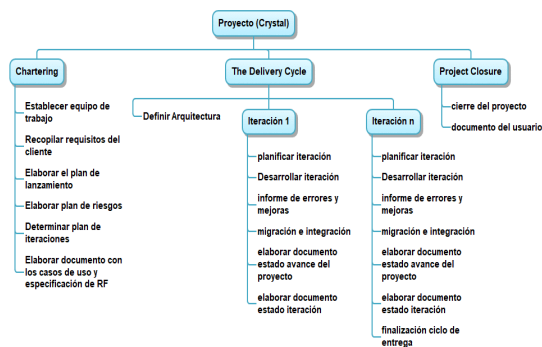 Proyecto (Crystal)
Chartering
The Delivery Cycle
Project Closure
Establecer equipo de
trabajo
Recopilar requisitos del
cliente
Elaborar el plan de
lanzamiento
Elaborar plan de riesgos
Determinar plan de
iteraciones
Elaborar documento con
los casos de uso y
especificación de RF
Definir Arquitectura
Iteración 1
planificar iteración
Desarrollar iteración
informe de errores y
mejoras
migración e integración
elaborar documento
estado avance del
proyecto
elaborar documento
estado iteración
Iteración n
planificar iteración
Desarrollar iteración
informe de errores y
mejoras
migración e integración
elaborar documento
estado avance del
proyecto
elaborar documento
estado iteración
finalización ciclo de
entrega
cierre del proyecto
documento del usuario